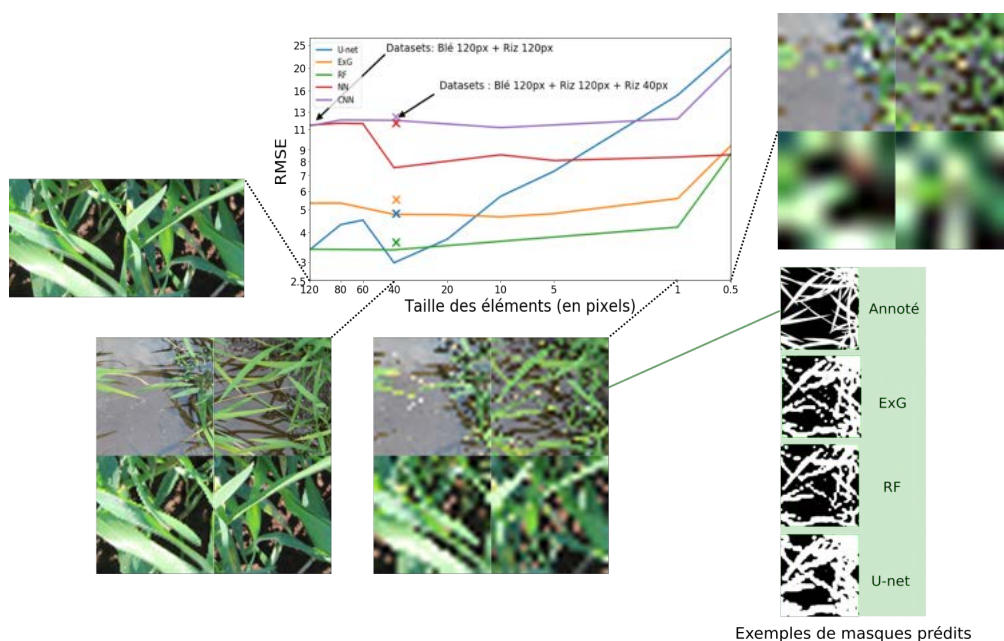 25
20
16
13
11
9
8
7
6
5
4
3
2.5
RMSE
U-net
ExG
RF
NN
CNN
Datasets: Blé 120px + Riz 120px
Datasets : Blé 120px + Riz 120px + Riz 40px
120 80 60 40 20 10 5 1 0.5
Taille des éléments (en pixels)
Annoté
ExG
RF
U-net
Exemples de masques prédits